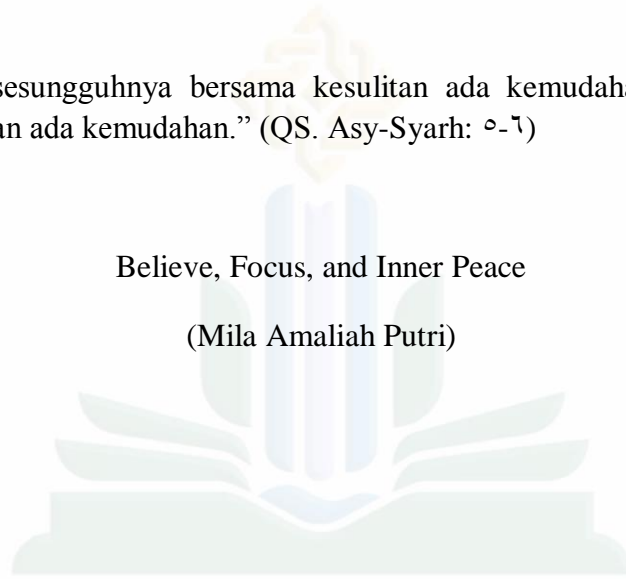 sesungguhnya bersama kesulitan ada kemudaha
an ada kemudahan.” (QS. Asy-Syarh: ٥-٦)
Believe, Focus, and Inner Peace
(Mila Amaliah Putri)